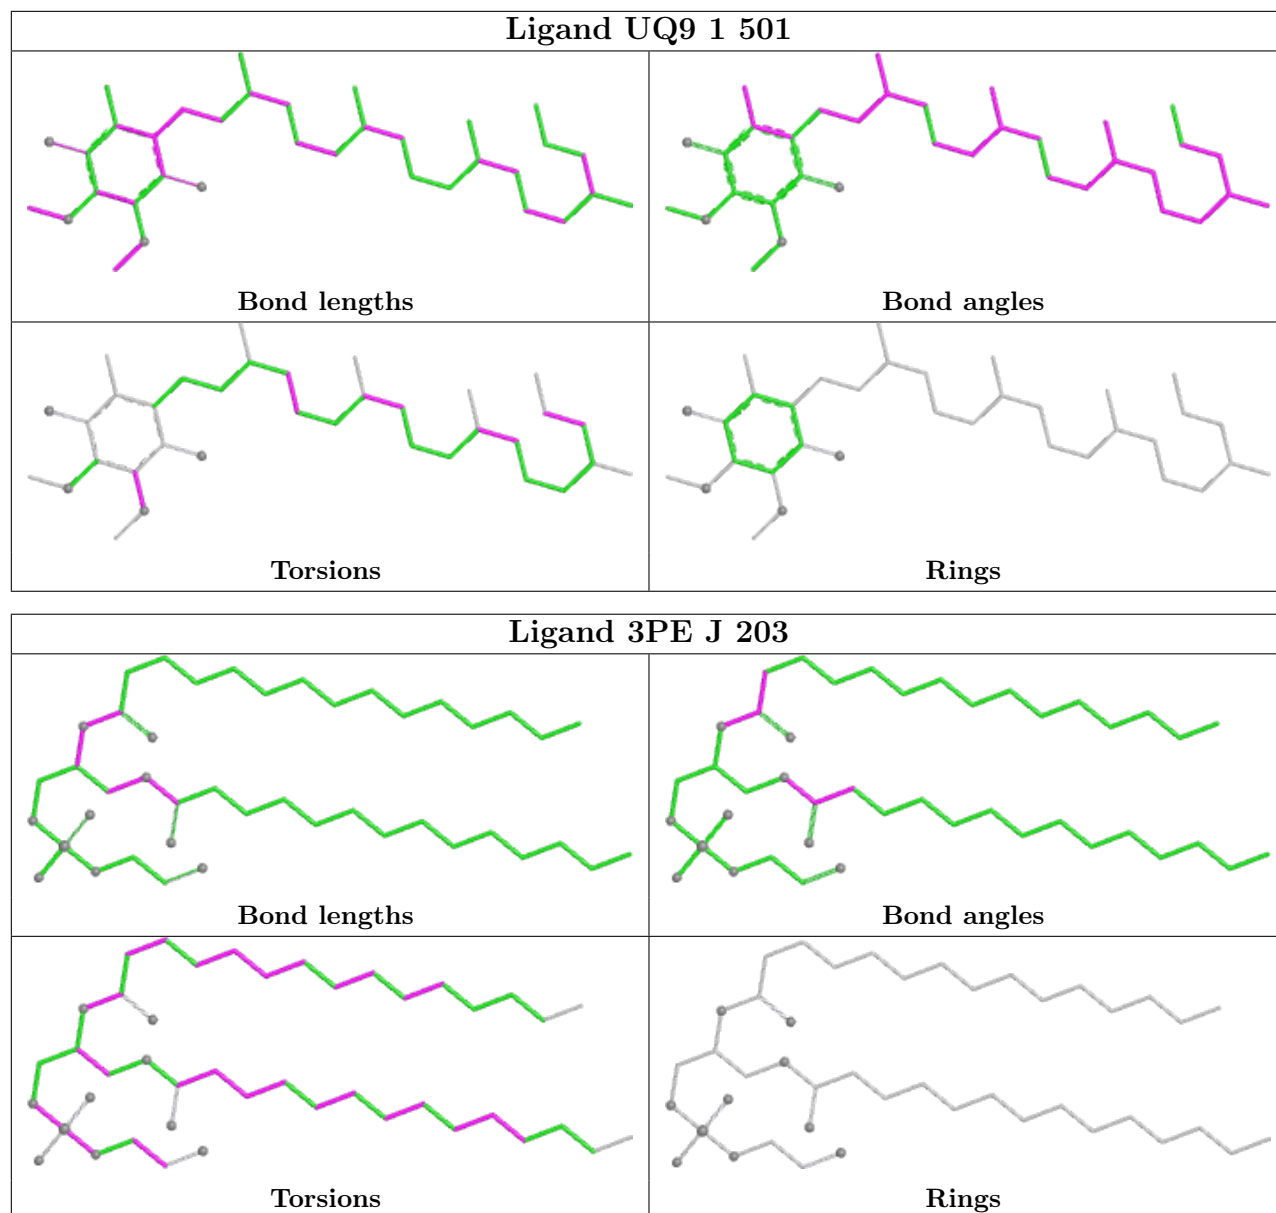 Ligand UQ9 1 501
Bond lengths
Bond angles
Torsions
Rings
Ligand 3PE J 203
Bond lengths
Bond angles
Torsions
Rings